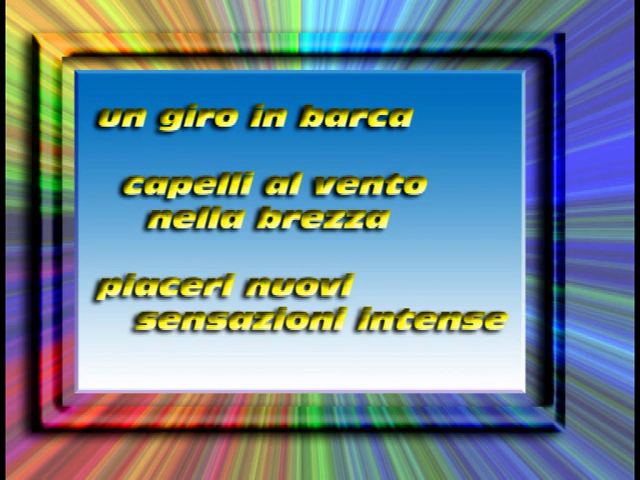 un giro in barca
capelli al vento
nella brezza
piaceri nuovi
sensazioni intense